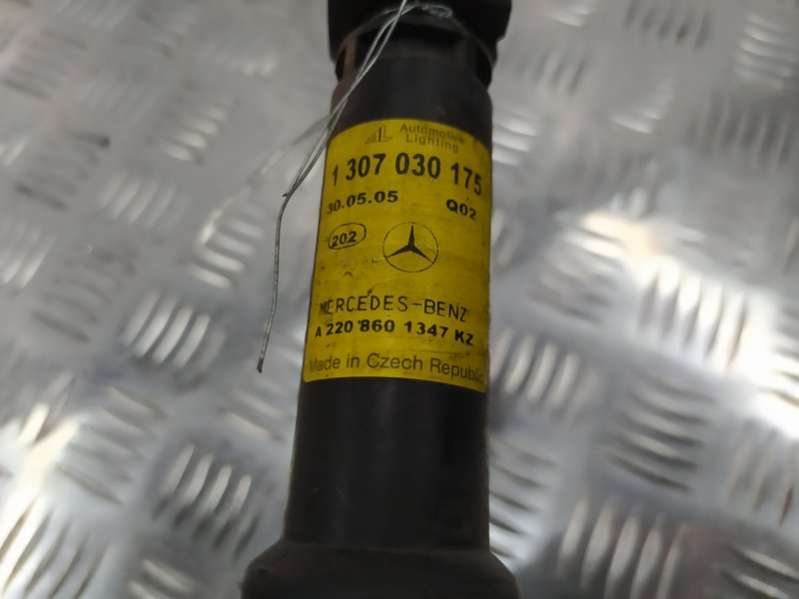 AL Automotive
Lighting
1 307 030 175
30.05.05 Q02
202
MERCEDES-BENZ
A 220 860 1347 KZ
Made in Czech Republic